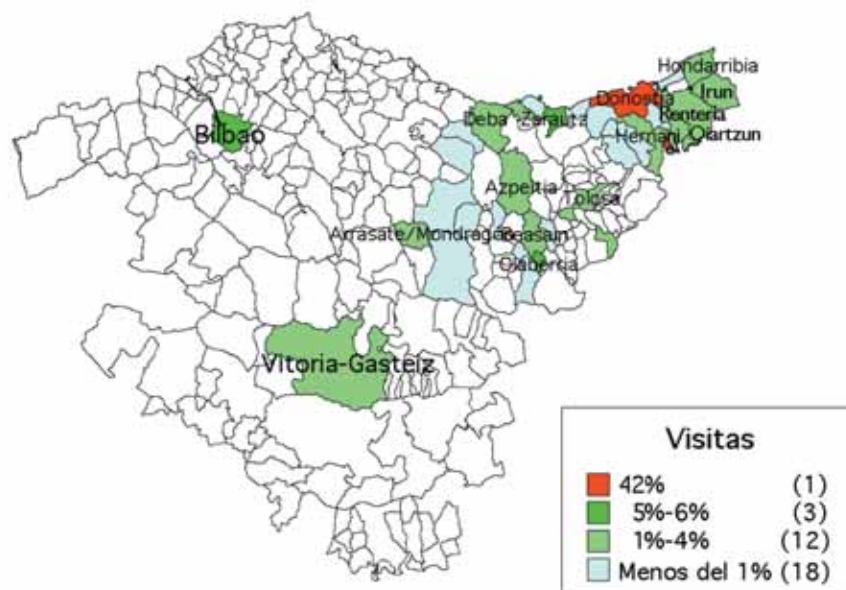 Hondarribia
Donostia
Irun
Renteria
Bilbao
Deba
Zarautz
Hernani
Oiartzun
Azpeitia
Tolosa
Arrasate/Mondragón
Beasain
Olaberria
Vitoria-Gasteiz
Visitas
42% (1)
5%-6% (3)
1%-4% (12)
Menos del 1% (18)